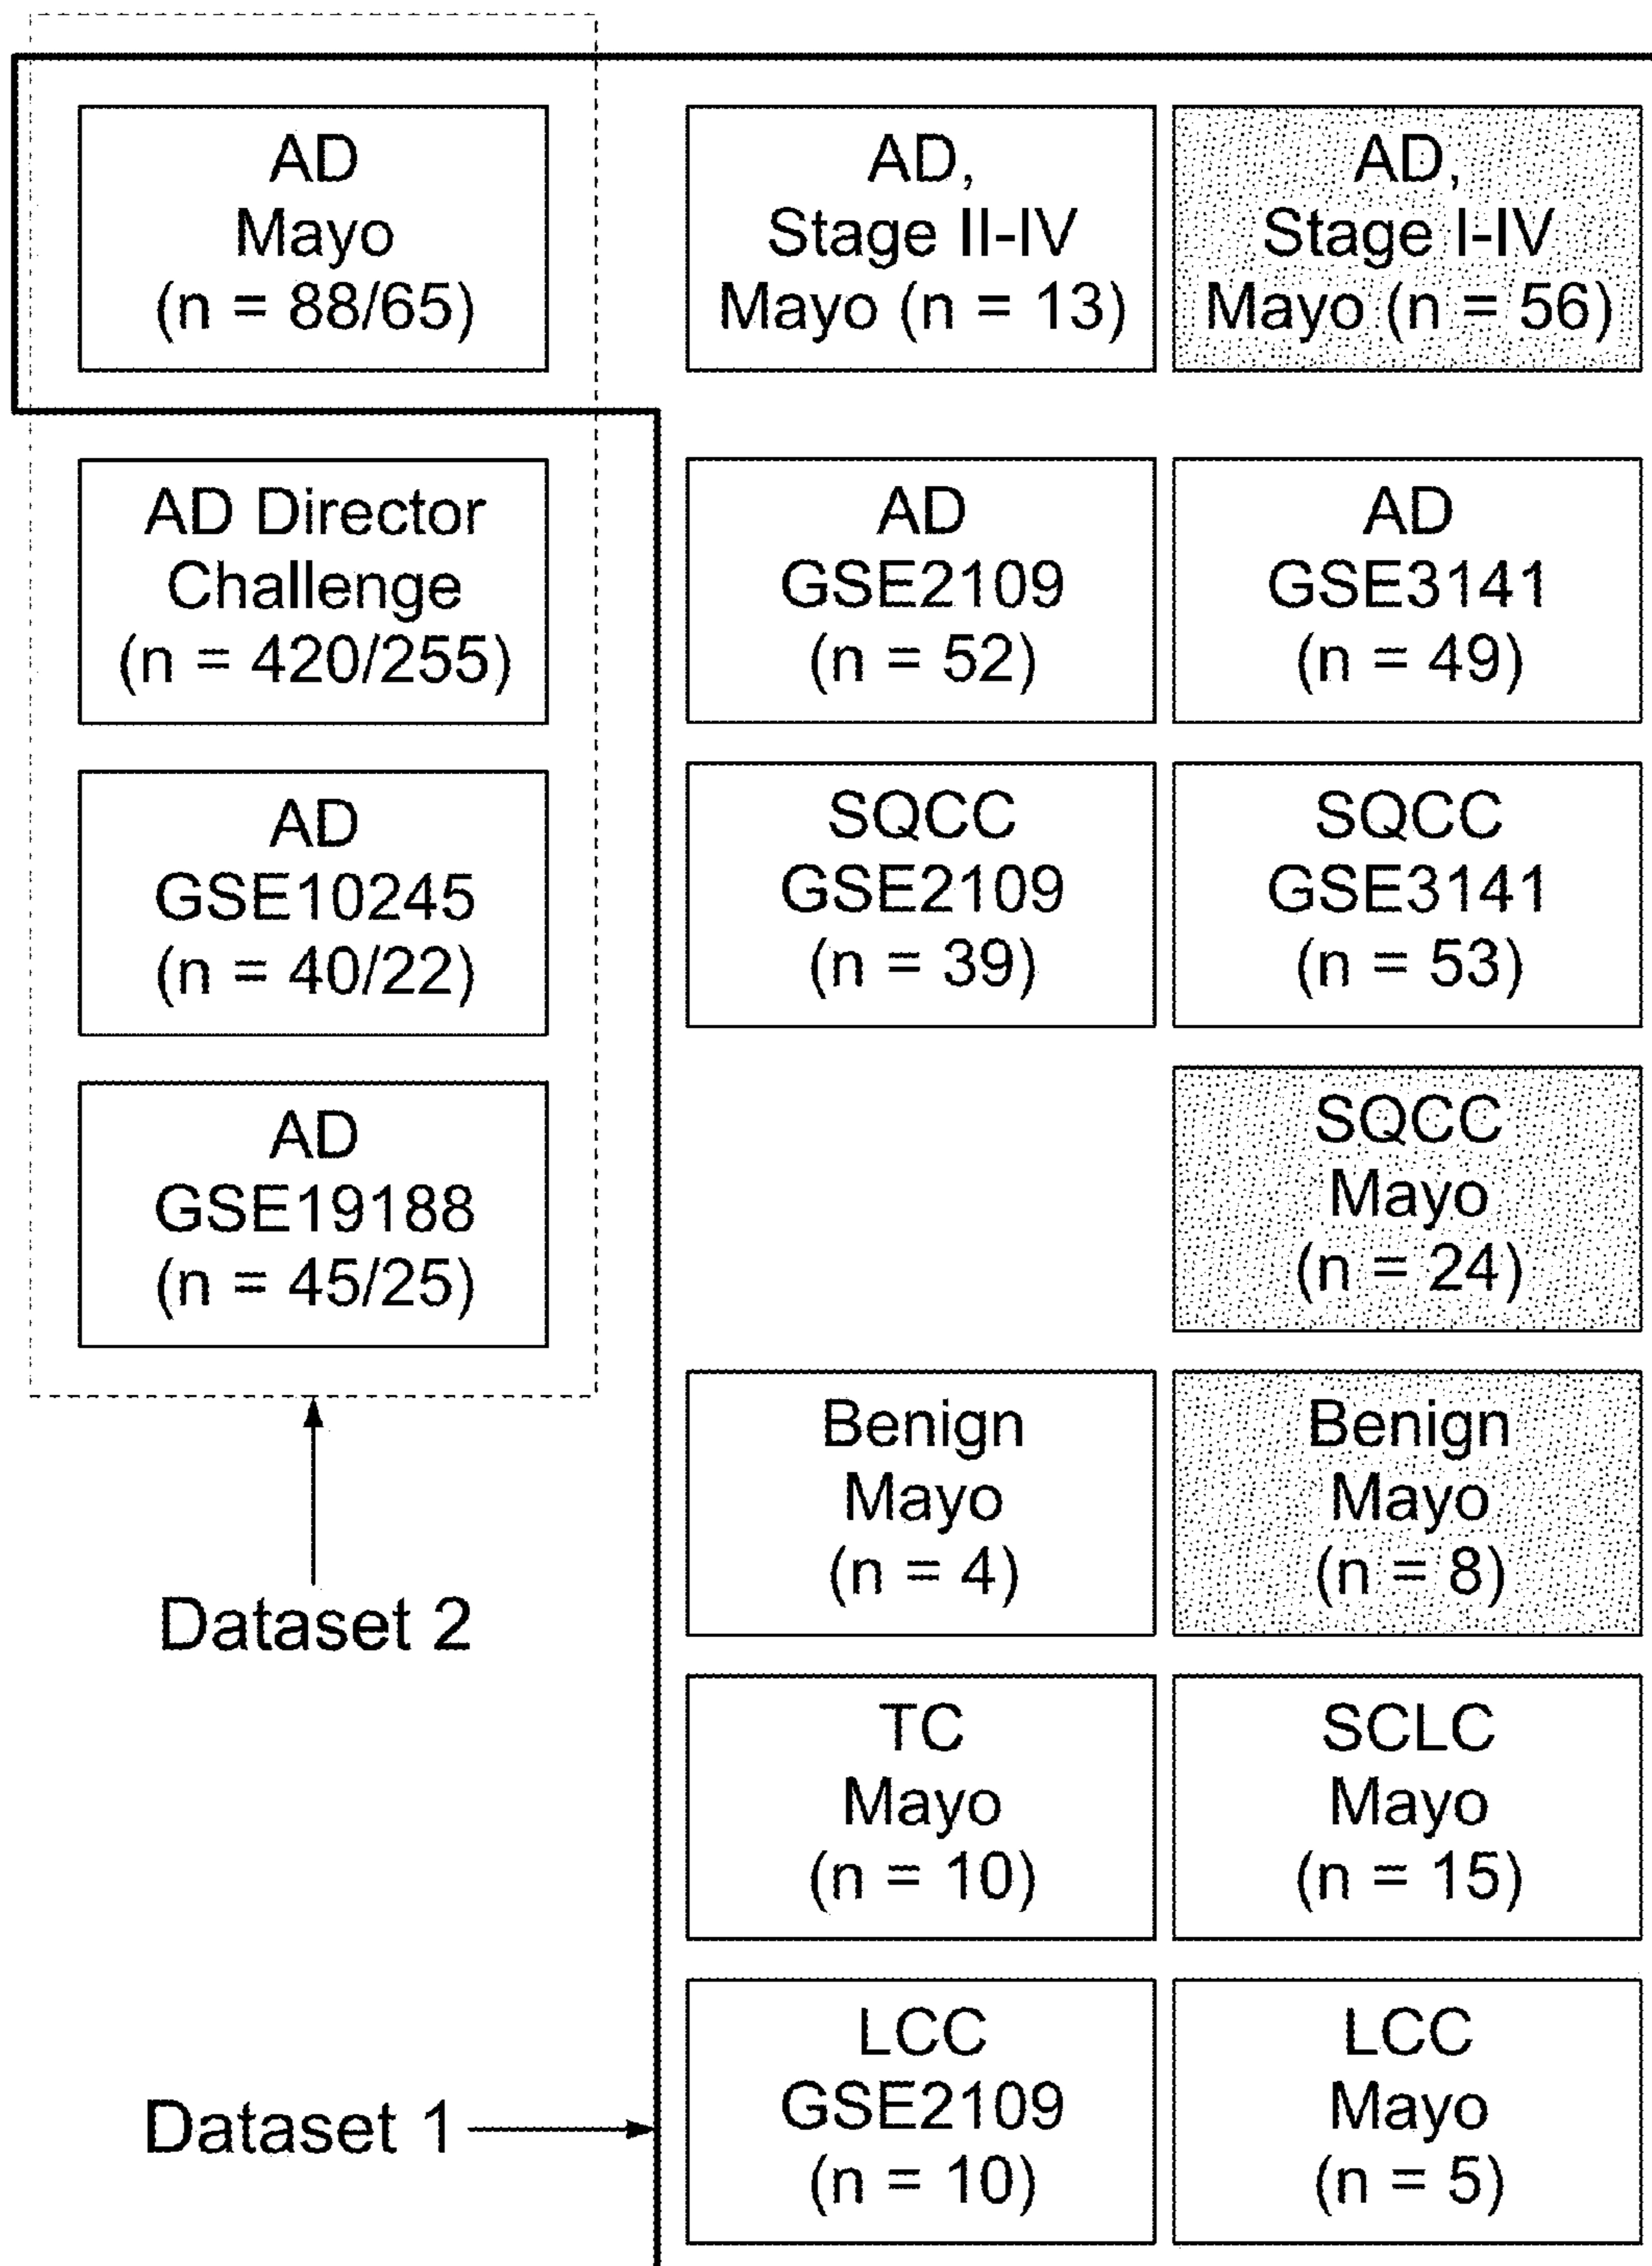 AD
Mayo
(n = 88/65)
AD,
Stage II-IV
Mayo (n = 13)
AD,
Stage I-IV
Mayo (n = 56)
AD Director
Challenge
(n = 420/255)
AD
GSE2109
(n = 52)
AD
GSE3141
(n = 49)
AD
GSE10245
(n = 40/22)
SQCC
GSE2109
(n = 39)
SQCC
GSE3141
(n = 53)
AD
GSE19188
(n = 45/25)
SQCC
Mayo
(n = 24)
Benign
Mayo
(n = 4)
Benign
Mayo
(n = 8)
Dataset 2
TC
Mayo
(n = 10)
SCLC
Mayo
(n = 15)
Dataset 1
LCC
GSE2109
(n = 10)
LCC
Mayo
(n = 5)